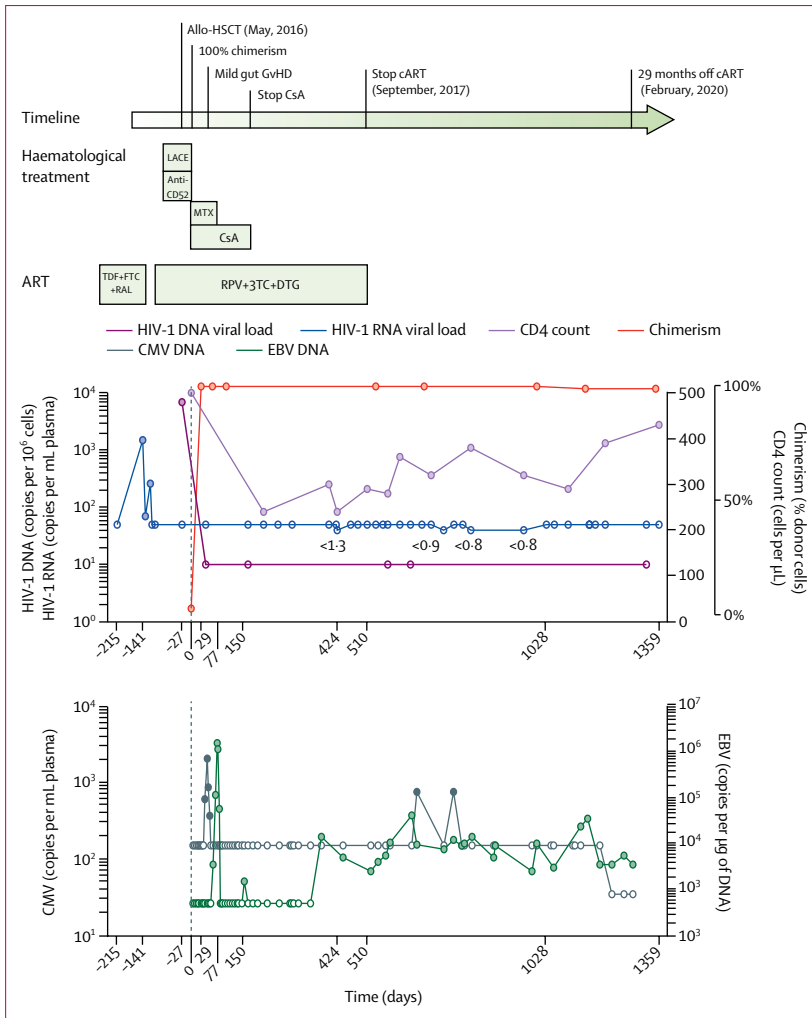 Allo-HSCT (May, 2016)
100% chimerism
Mild gut GvHD
Stop CsA
Stop cART
(September, 2017)
29 months off cART
(February, 2020)
Timeline
Haematological
treatment
LACE
Anti-
CD52
MTX
CsA
ART
TDF+FTC
+RAL
RPV+3TC+DTG
HIV-1 DNA viral load
HIV-1 RNA viral load
CD4 count
Chimerism
CMV DNA
EBV DNA
HIV-1 DNA (copies per 10⁶ cells)
HIV-1 RNA (copies per mL plasma)
10⁴
10³
10²
10¹
10⁰
<1·3
<0·9
<0·8
<0·8
500
400
300
200
100
0
100%
50%
0%
Chimerism (% donor cells)
CD4 count (cells per μL)
–215
–141
–27
0
29
77
150
424
510
1028
1359
CMV (copies per mL plasma)
10⁴
10³
10²
10¹
10⁷
10⁶
10⁵
10⁴
10³
10³
EBV (copies per μg of DNA)
–215
–141
–27
0
29
77
150
424
510
1028
1359
Time (days)